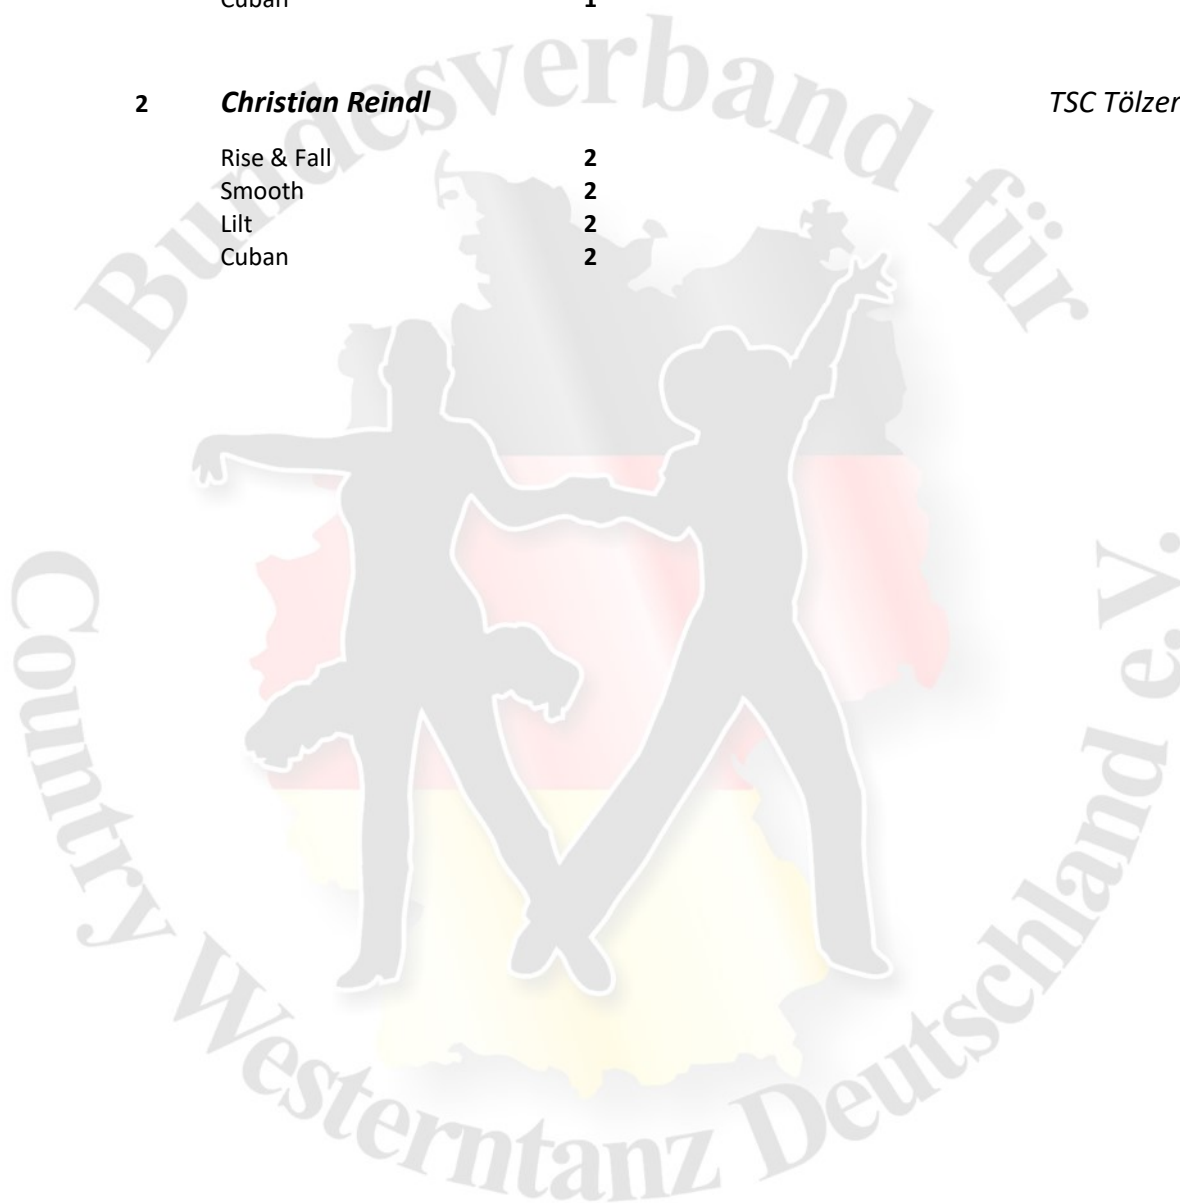 Cuban 1
2 Christian Reindl TSC Tölzer
Rise & Fall 2
Smooth 2
Lilt 2
Cuban 2
Bundesverband für
Country Westerntanz Deutschland e.V.